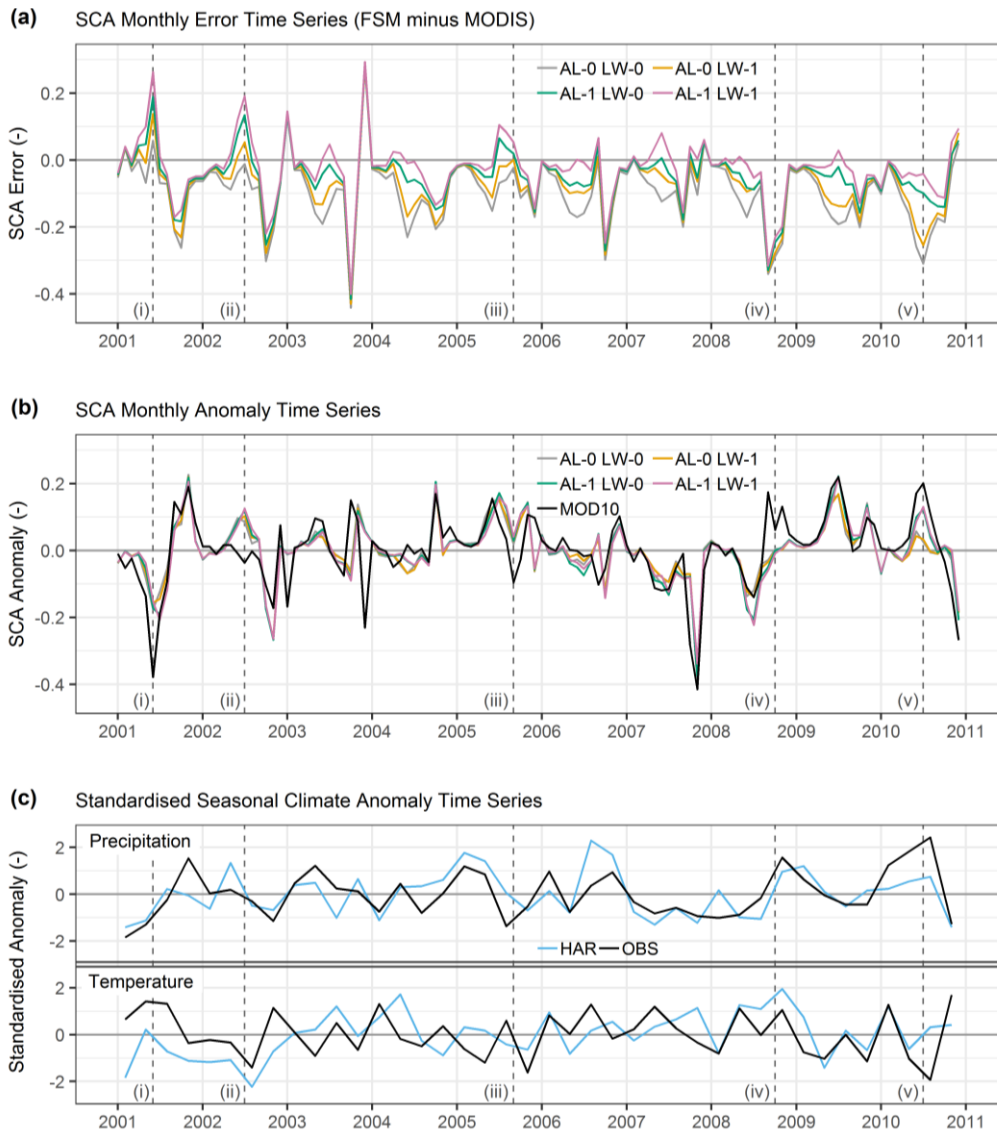 (a) SCA Monthly Error Time Series (FSM minus MODIS)
AL-0 LW-0 AL-0 LW-1
AL-1 LW-0 AL-1 LW-1
SCA Error (-)
0.2
0.0
-0.2
-0.4
(i) (ii) (iii) (iv) (v)
2001 2002 2003 2004 2005 2006 2007 2008 2009 2010 2011
(b) SCA Monthly Anomaly Time Series
AL-0 LW-0 AL-0 LW-1
AL-1 LW-0 AL-1 LW-1
MOD10
SCA Anomaly (-)
0.2
0.0
-0.2
-0.4
(i) (ii) (iii) (iv) (v)
2001 2002 2003 2004 2005 2006 2007 2008 2009 2010 2011
(c) Standardised Seasonal Climate Anomaly Time Series
Standardised Anomaly (-)
Precipitation
2
0
-2
HAR OBS
Temperature
2
0
-2
(i) (ii) (iii) (iv) (v)
2001 2002 2003 2004 2005 2006 2007 2008 2009 2010 2011